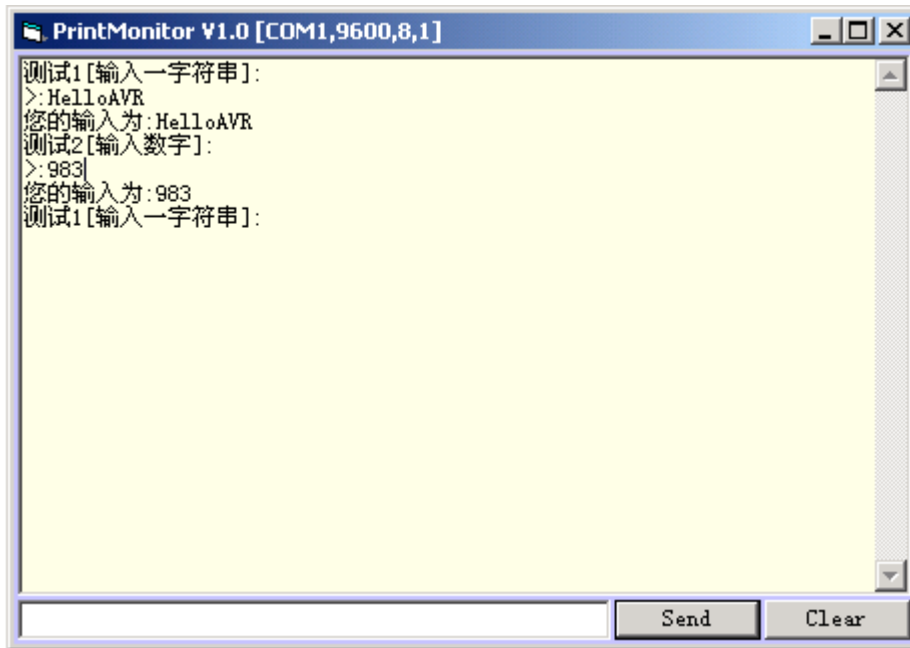 PrintMonitor V1.0 [COM1,9600,8,1]
测试1[输入一字符串]:
>:HelloAVR
您的输入为:HelloAVR
测试2[输入数字]:
>:983
您的输入为:983
测试1[输入一字符串]:
Send
Clear